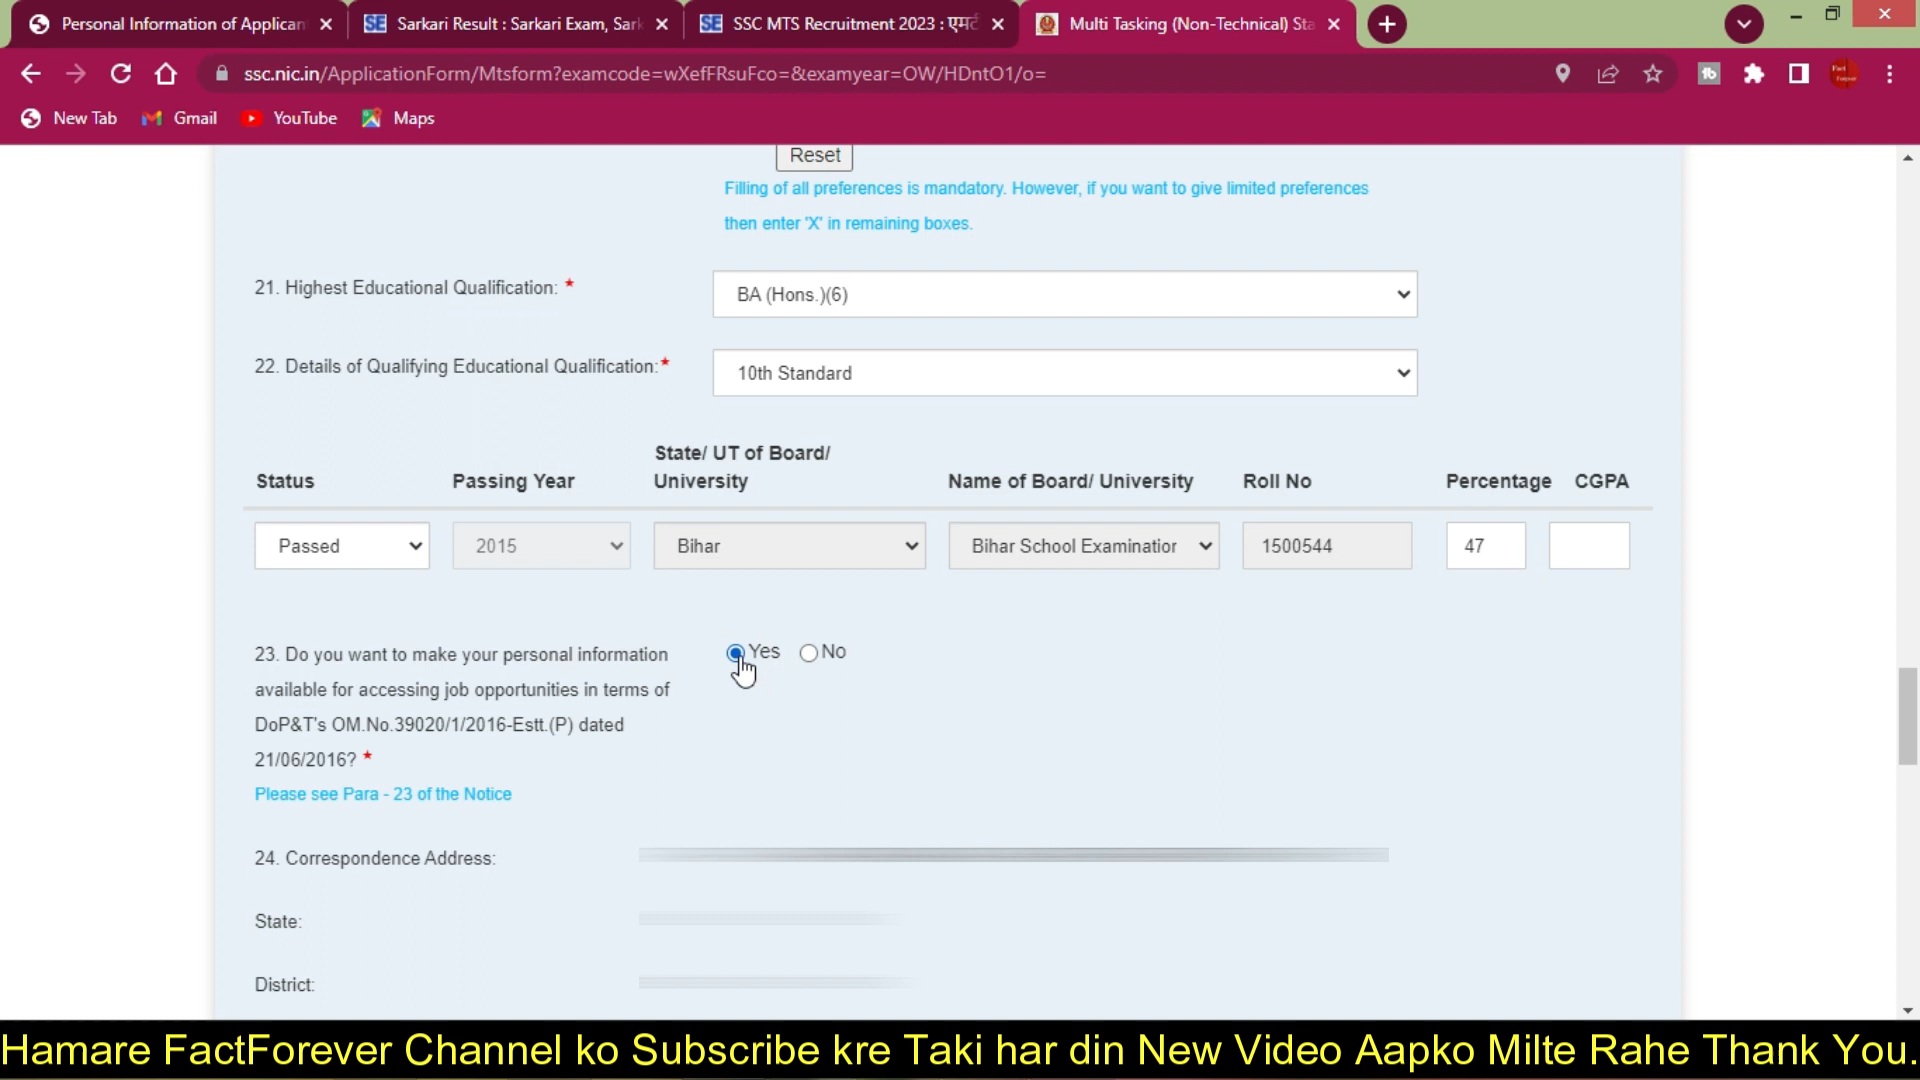 Personal Information of Applican
Sarkari Result : Sarkari Exam, Sark
SSC MTS Recruitment 2023 : एमटी
Multi Tasking (Non-Technical) Sta
ssc.nic.in/ApplicationForm/Mtsform?examcode=wXefFRsuFco=&examyear=OW/HDntO1/o=
New Tab Gmail YouTube Maps
Reset
Filling of all preferences is mandatory. However, if you want to give limited preferences
then enter 'X' in remaining boxes.
21. Highest Educational Qualification: * BA (Hons.)(6)
22. Details of Qualifying Educational Qualification:* 10th Standard
State/ UT of Board/
Status Passing Year University Name of Board/ University Roll No Percentage CGPA
Passed 2015 Bihar Bihar School Examination 1500544 47
23. Do you want to make your personal information Yes No
available for accessing job opportunities in terms of
DoP&T's OM.No.39020/1/2016-Estt.(P) dated
21/06/2016? *
Please see Para - 23 of the Notice
24. Correspondence Address:
State:
District:
Hamare FactForever Channel ko Subscribe kre Taki har din New Video Aapko Milte Rahe Thank You.